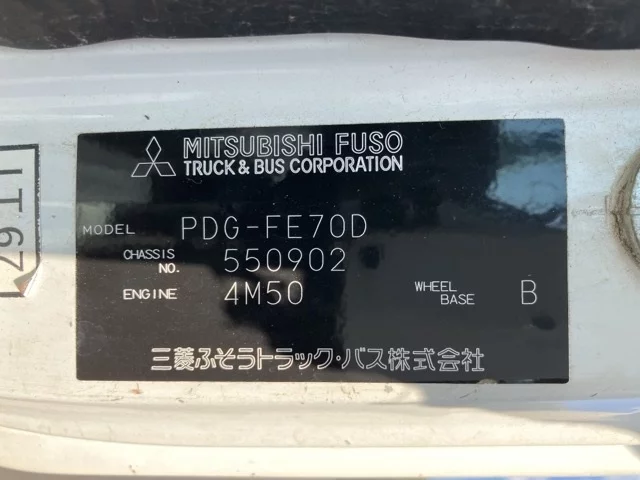 MITSUBISHI FUSO
TRUCK & BUS CORPORATION
MODEL PDG-FE70D
CHASSIS NO. 550902
ENGINE 4M50 WHEEL BASE B
三菱ふそうトラック・バス株式会社